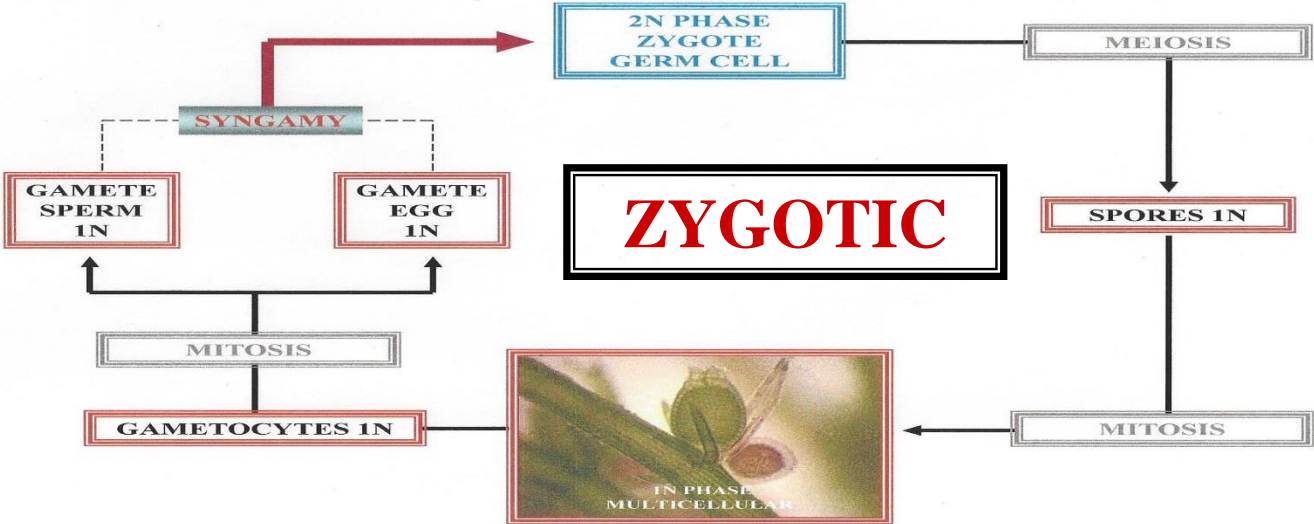 2N PHASE
ZYGOTE
GERM CELL
MEIOSIS
SYNGAMY
GAMETE
SPERM
1N
GAMETE
EGG
1N
ZYGOTIC
SPORES 1N
MITOSIS
GAMETOCYTES 1N
1N PHASE
MULTICELLULAR
MITOSIS